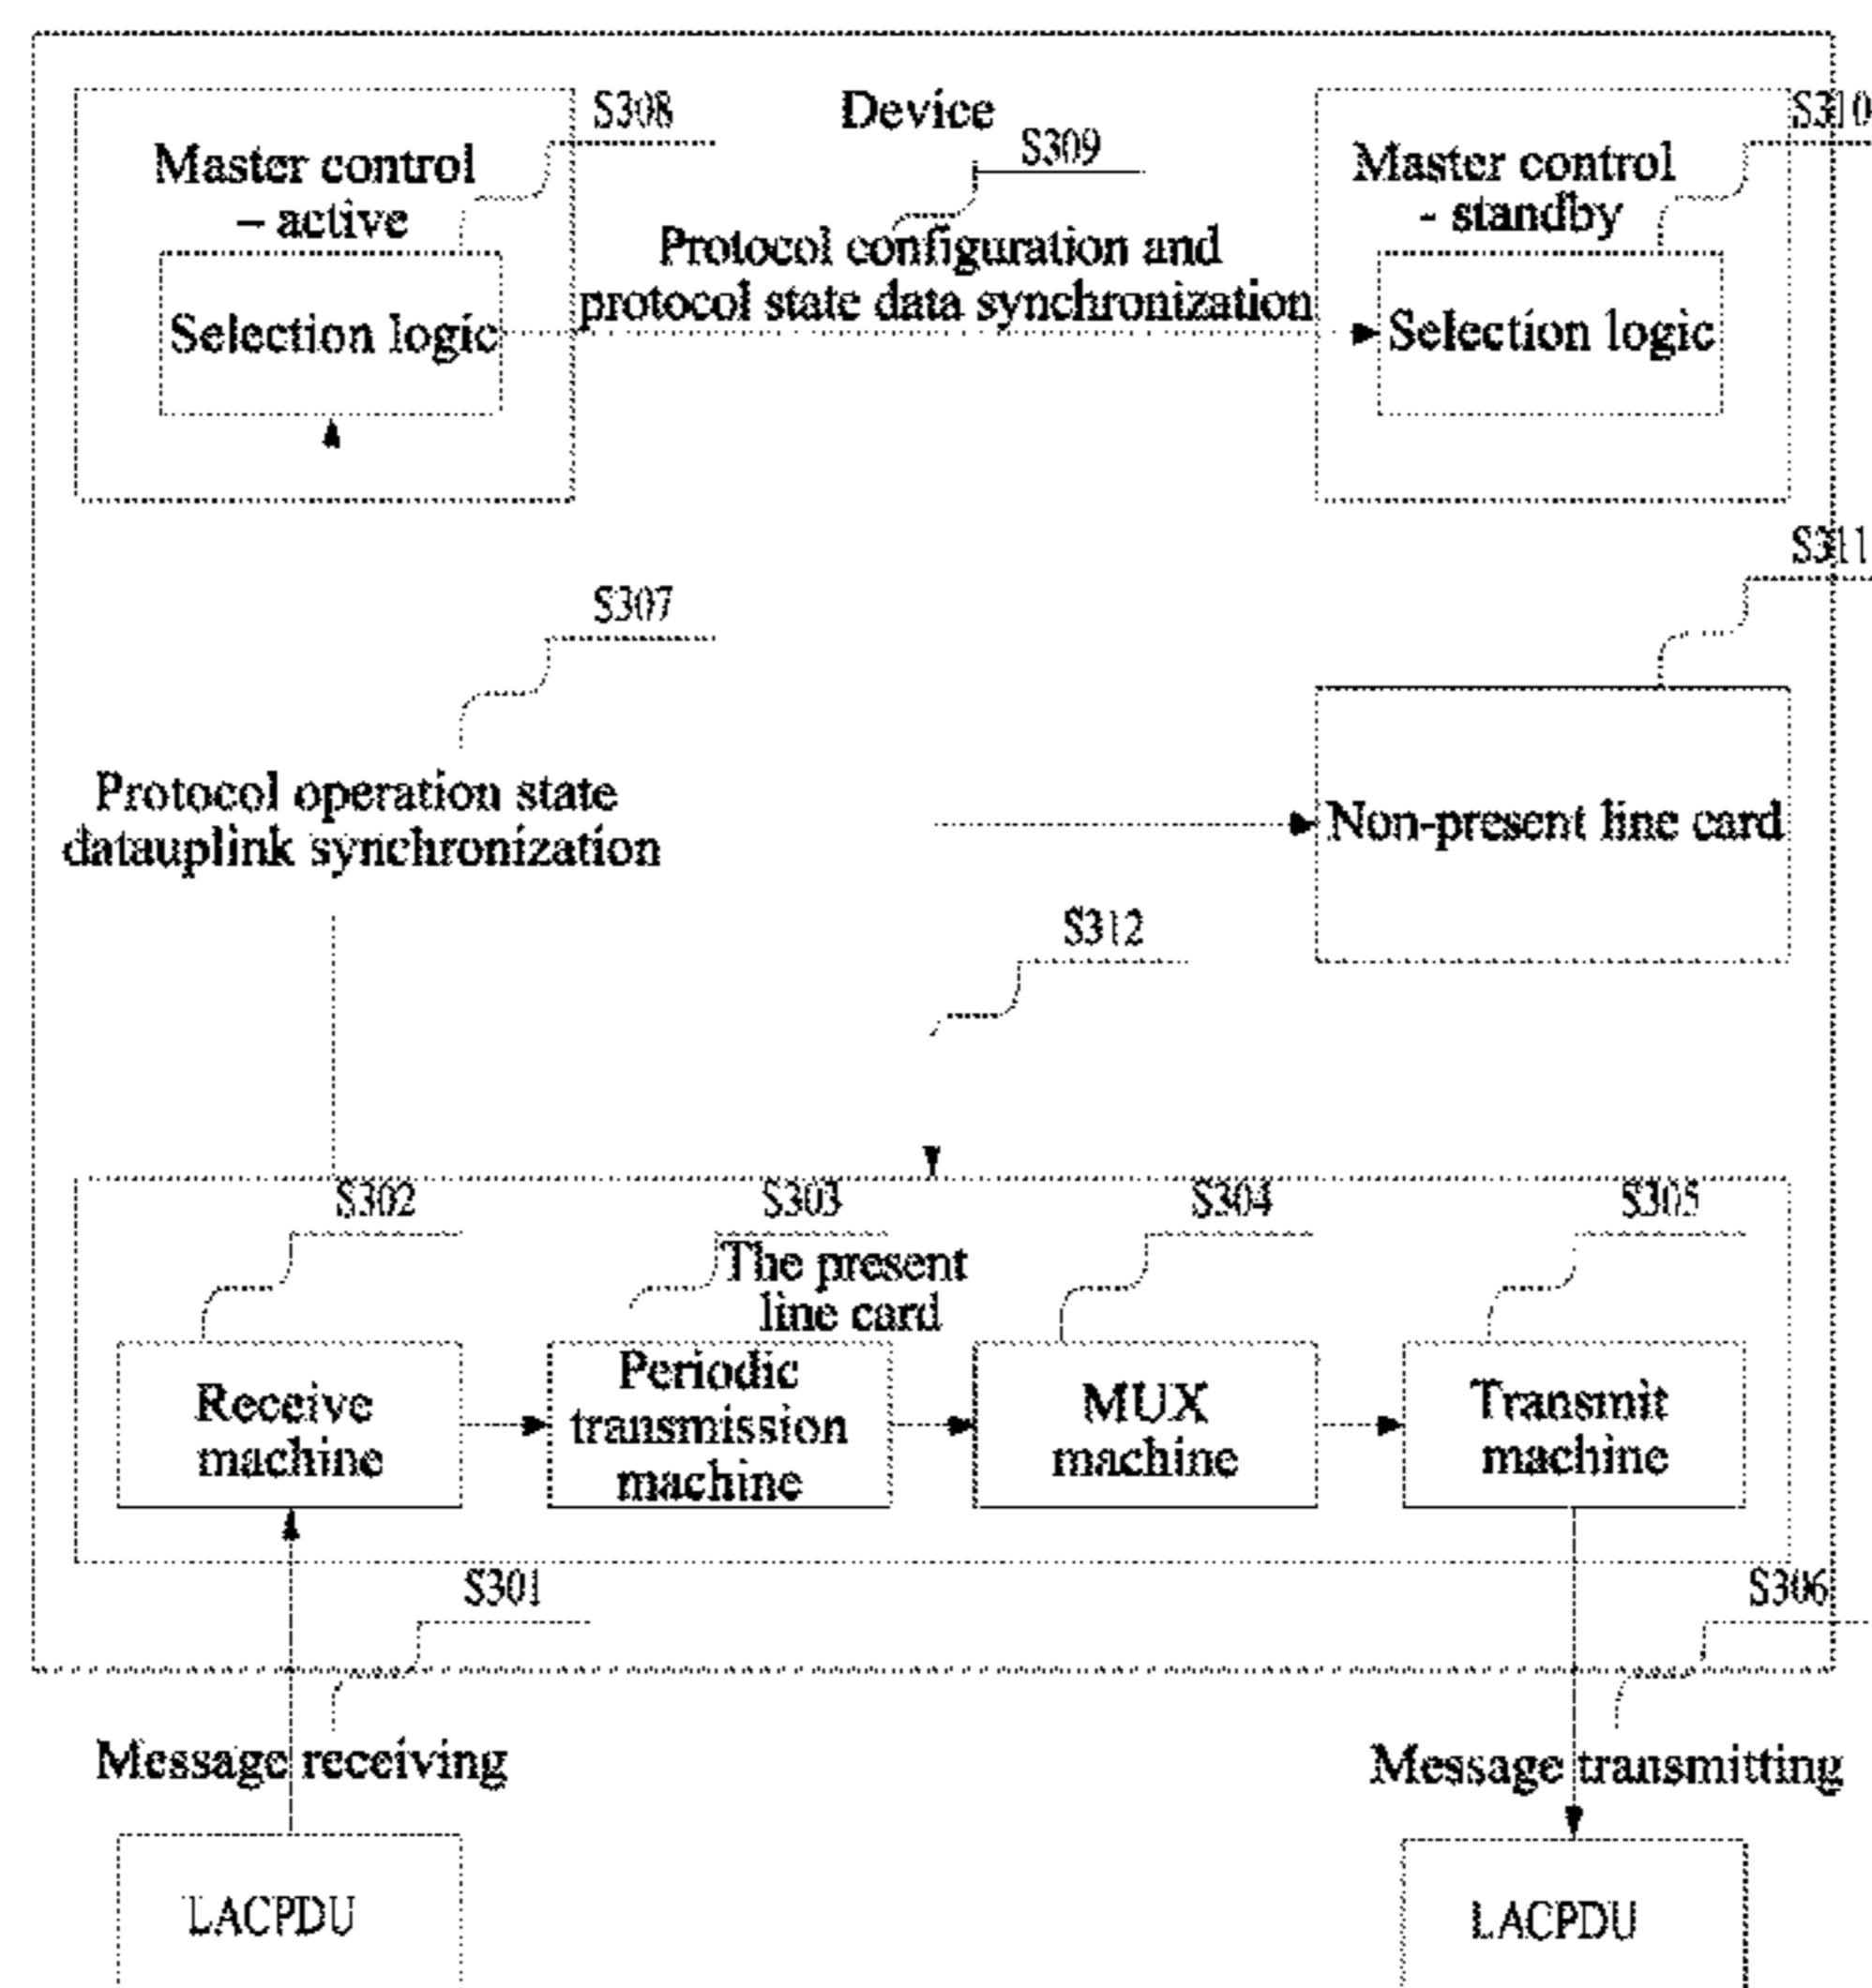 S308
Device
S310
Master control
– active
S309
Master control
- standby
Protocol configuration and
protocol state data synchronization
Selection logic
Selection logic
S311
S307
Protocol operation state
datauplink synchronization
Non-present line card
S312
S302
S303
S304
S305
The present
line card
Receive
machine
Periodic
transmission
machine
MUX
machine
Transmit
machine
S301
S306
Message receiving
Message transmitting
LACPDU
LACPDU